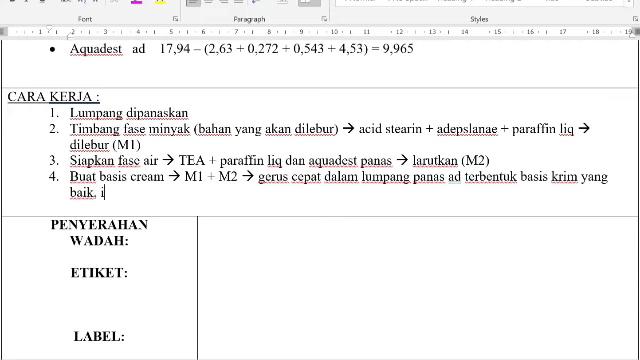 Font
Paragraph
Styles
• Aquadest ad 17,94 – (2,63 + 0,272 + 0,543 + 4,53) = 9,965
CARA KERJA :
1. Lumpang dipanaskan
2. Timbang fase minyak (bahan yang akan dilebur) → acid stearin + adepslanae + paraffin liq →
dilebur (M1)
3. Siapkan fase air → TEA + paraffin liq dan aquadest panas → larutkan (M2)
4. Buat basis cream → M1 + M2 → gerus cepat dalam lumpang panas ad terbentuk basis krim yang
baik, i
PENYERAHAN
WADAH:
ETIKET:
LABEL: